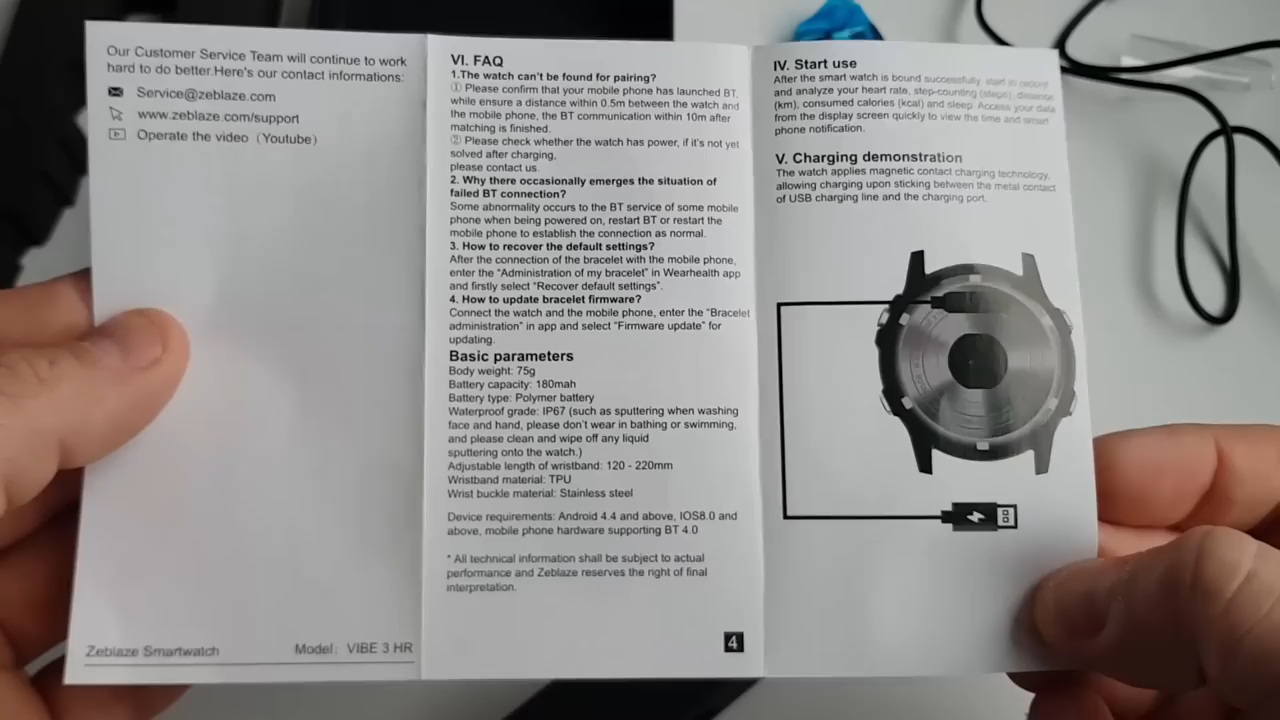 Our Customer Service Team will continue to work
hard to do better.Here's our contact informations:
Service@zeblaze.com
www.zeblaze.com/support
Operate the video（Youtube）
Zeblaze Smartwatch
Model：VIBE 3 HR
VI. FAQ
1.The watch can't be found for pairing?
① Please confirm that your mobile phone has launched BT,
while ensure a distance within 0.5m between the watch and
the mobile phone, the BT communication within 10m after
matching is finished.
② Please check whether the watch has power, if it's not yet
solved after charging,
please contact us.
2. Why there occasionally emerges the situation of
failed BT connection?
Some abnormality occurs to the BT service of some mobile
phone when being powered on, restart BT or restart the
mobile phone to establish the connection as normal.
3. How to recover the default settings?
After the connection of the bracelet with the mobile phone,
enter the “Administration of my bracelet” in Wearhealth app
and firstly select “Recover default settings”.
4. How to update bracelet firmware?
Connect the watch and the mobile phone, enter the “Bracelet
administration” in app and select “Firmware update” for
updating.
Basic parameters
Body weight: 75g
Battery capacity: 180mah
Battery type: Polymer battery
Waterproof grade: IP67 (such as sputtering when washing
face and hand, please don't wear in bathing or swimming,
and please clean and wipe off any liquid
sputtering onto the watch.)
Adjustable length of wristband: 120 - 220mm
Wristband material: TPU
Wrist buckle material: Stainless steel
Device requirements: Android 4.4 and above, IOS8.0 and
above, mobile phone hardware supporting BT 4.0
* All technical information shall be subject to actual
performance and Zeblaze reserves the right of final
interpretation.
4
IV. Start use
After the smart watch is bound successfully, start to record
and analyze your heart rate, step-counting (steps), distance
(km), consumed calories (kcal) and sleep. Access your data
from the display screen quickly to view the time and smart
phone notification.
V. Charging demonstration
The watch applies magnetic contact charging technology,
allowing charging upon sticking between the metal contact
of USB charging line and the charging port.